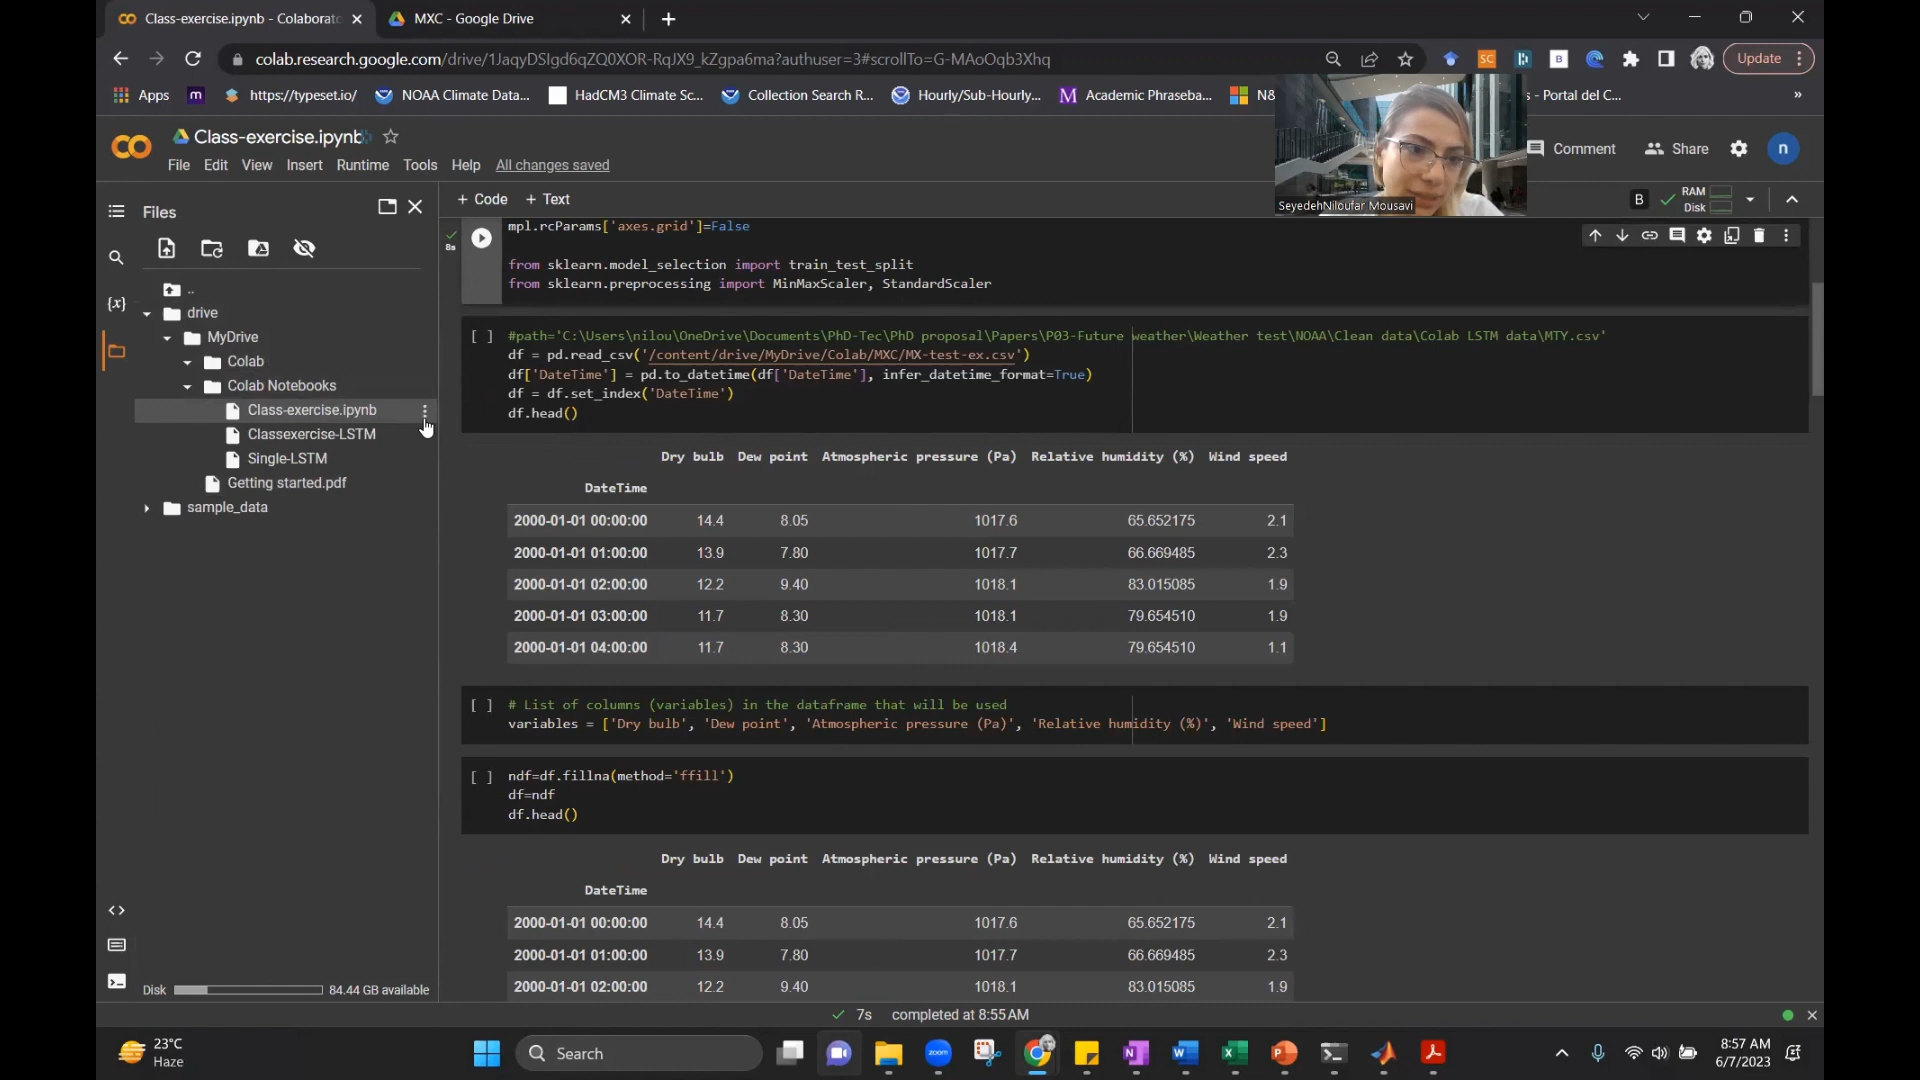 Class-exercise.ipynb - Colaborato
MXC - Google Drive
colab.research.google.com/drive/1JaqyDSIgd6qZQ0XOR-RqJX9_kZgpa6ma?authuser=3#scrollTo=G-MAoOqb3Xhq
Update
Apps
https://typeset.io/
NOAA Climate Data...
HadCM3 Climate Sc...
Collection Search R...
Hourly/Sub-Hourly...
Academic Phraseba...
N&
s - Portal del C...
»
Class-exercise.ipynb
File Edit View Insert Runtime Tools Help All changes saved
Comment
Share
n
SeyedehNiloufar Mousavi
Files
+ Code + Text
B
RAM
Disk
{x}
..
drive
MyDrive
Colab
Colab Notebooks
Class-exercise.ipynb
Classexercise-LSTM
Single-LSTM
Getting started.pdf
sample_data
Disk
84.44 GB available
8s
mpl.rcParams['axes.grid']=False
from sklearn.model_selection import train_test_split
from sklearn.preprocessing import MinMaxScaler, StandardScaler
[ ] #path='C:\Users\nilou\OneDrive\Documents\PhD-Tec\PhD proposal\Papers\P03-Future weather\Weather test\NOAA\Clean data\Colab LSTM data\MTY.csv'
df = pd.read_csv('/content/drive/MyDrive/Colab/MXC/MX-test-ex.csv')
df['DateTime'] = pd.to_datetime(df['DateTime'], infer_datetime_format=True)
df = df.set_index('DateTime')
df.head()
Dry bulb Dew point Atmospheric pressure (Pa) Relative humidity (%) Wind speed
DateTime
2000-01-01 00:00:00 14.4 8.05 1017.6 65.652175 2.1
2000-01-01 01:00:00 13.9 7.80 1017.7 66.669485 2.3
2000-01-01 02:00:00 12.2 9.40 1018.1 83.015085 1.9
2000-01-01 03:00:00 11.7 8.30 1018.1 79.654510 1.9
2000-01-01 04:00:00 11.7 8.30 1018.4 79.654510 1.1
[ ] # List of columns (variables) in the dataframe that will be used
variables = ['Dry bulb', 'Dew point', 'Atmospheric pressure (Pa)', 'Relative humidity (%)', 'Wind speed']
[ ] ndf=df.fillna(method='ffill')
df=ndf
df.head()
Dry bulb Dew point Atmospheric pressure (Pa) Relative humidity (%) Wind speed
DateTime
2000-01-01 00:00:00 14.4 8.05 1017.6 65.652175 2.1
2000-01-01 01:00:00 13.9 7.80 1017.7 66.669485 2.3
2000-01-01 02:00:00 12.2 9.40 1018.1 83.015085 1.9
7s completed at 8:55 AM
23°C
Haze
Search
zoom
8:57 AM
6/7/2023